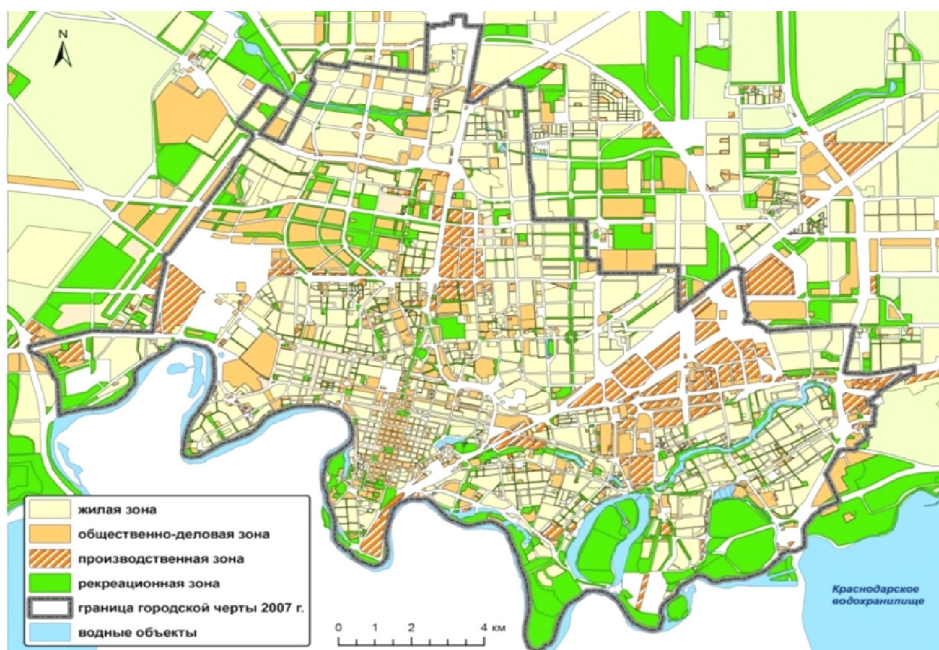 N
жилая зона
общественно-деловая зона
производственная зона
рекреационная зона
граница городской черты 2007 г.
водные объекты
0 2 4 км
Краснодарское
водохранилище